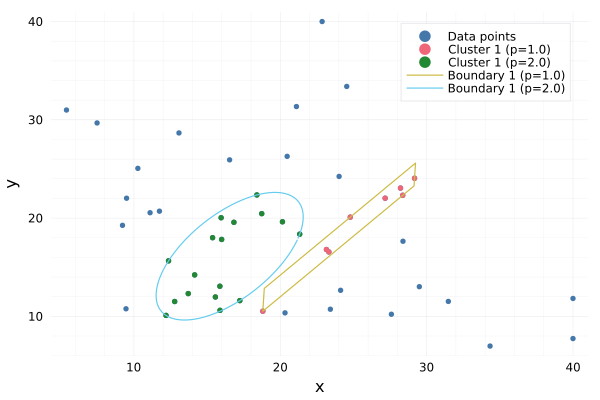 40
30
20
10
y
10
20
30
40
x
Data points
Cluster 1 (p=1.0)
Cluster 1 (p=2.0)
Boundary 1 (p=1.0)
Boundary 1 (p=2.0)